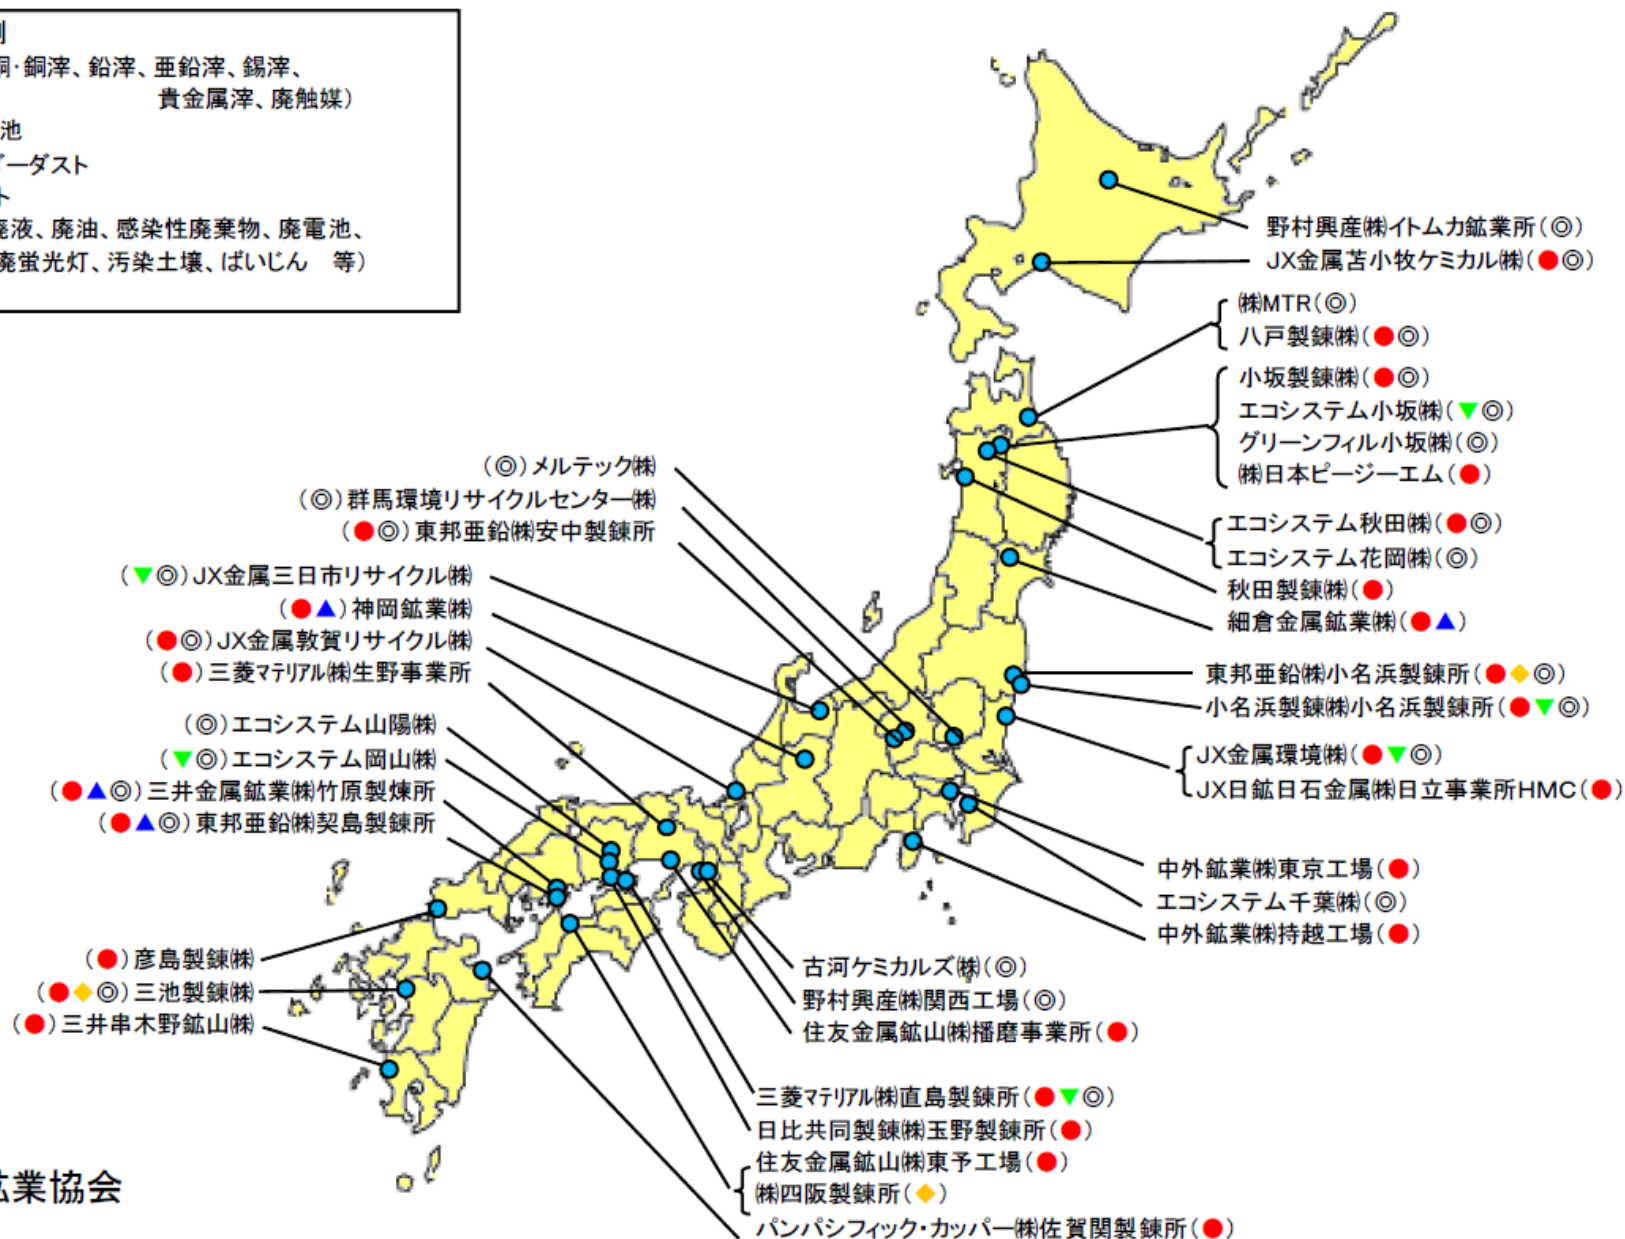 同・銅滓、鉛滓、亜鉛滓、錫滓、
貴金属滓、廃触媒）
池
ダーダスト
ト
廃液、廃油、感染性廃棄物、廃電池、
廃蛍光灯、汚染土壌、ばいじん　等）
野村興産㈱イトムカ鉱業所（◎）
JX金属苫小牧ケミカル㈱（●◎）
㈱MTR（◎）
八戸製錬㈱（●◎）
小坂製錬㈱（●◎）
エコシステム小坂㈱（▼◎）
グリーンフィル小坂㈱（◎）
㈱日本ピージーエム（●）
エコシステム秋田㈱（●◎）
エコシステム花岡㈱（◎）
秋田製錬㈱（●）
細倉金属鉱業㈱（●▲）
東邦亜鉛㈱小名浜製錬所（●◆◎）
小名浜製錬㈱小名浜製錬所（●▼◎）
JX金属環境㈱（●▼◎）
JX日鉱日石金属㈱日立事業所HMC（●）
中外鉱業㈱東京工場（●）
エコシステム千葉㈱（◎）
中外鉱業㈱持越工場（●）
（◎）メルテック㈱
（◎）群馬環境リサイクルセンター㈱
（●◎）東邦亜鉛㈱安中製錬所
（▼◎）JX金属三日市リサイクル㈱
（●▲）神岡鉱業㈱
（●◎）JX金属敦賀リサイクル㈱
（●）三菱マテリアル㈱生野事業所
（◎）エコシステム山陽㈱
（▼◎）エコシステム岡山㈱
（●▲◎）三井金属鉱業㈱竹原製煉所
（●▲◎）東邦亜鉛㈱契島製錬所
（●）彦島製錬㈱
（●◆◎）三池製錬㈱
（●）三井串木野鉱山㈱
古河ケミカルズ㈱（◎）
野村興産㈱関西工場（◎）
住友金属鉱山㈱播磨事業所（●）
三菱マテリアル㈱直島製錬所（●▼◎）
日比共同製錬㈱玉野製錬所（●）
住友金属鉱山㈱東予工場（●）
㈱四阪製錬所（◆）
パンパシフィック・カッパー㈱佐賀関製錬所（●）
鉱業協会